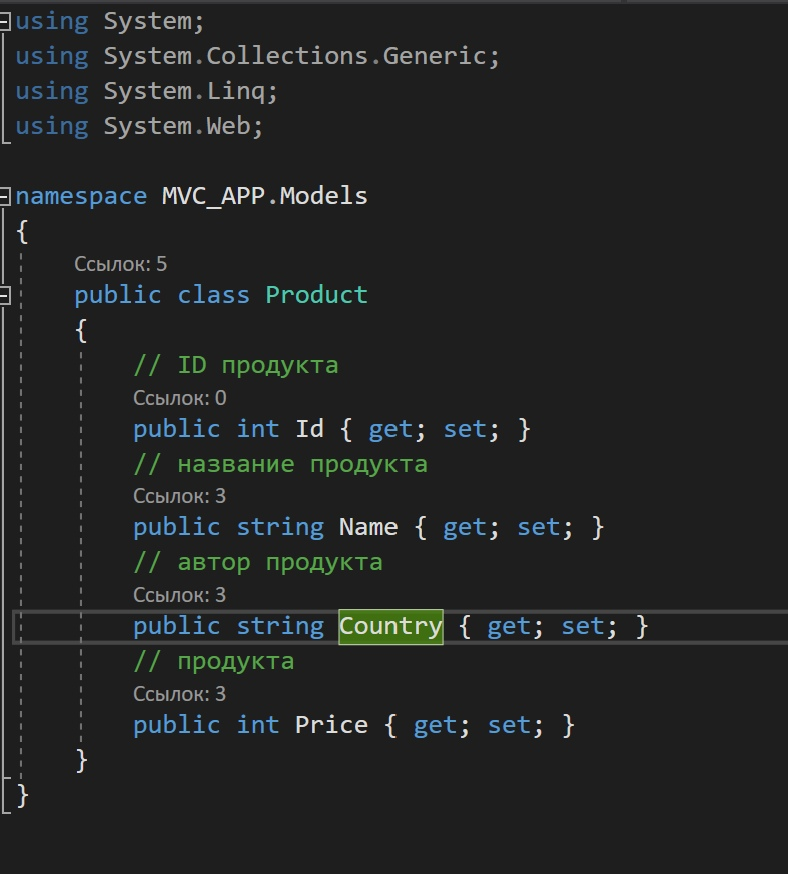 using System;
using System.Collections.Generic;
using System.Linq;
using System.Web;
namespace MVC_APP.Models
{
Ссылок: 5
public class Product
{
// ID продукта
Ссылок: 0
public int Id { get; set; }
// название продукта
Ссылок: 3
public string Name { get; set; }
// автор продукта
Ссылок: 3
public string Country { get; set; }
// продукта
Ссылок: 3
public int Price { get; set; }
}
}